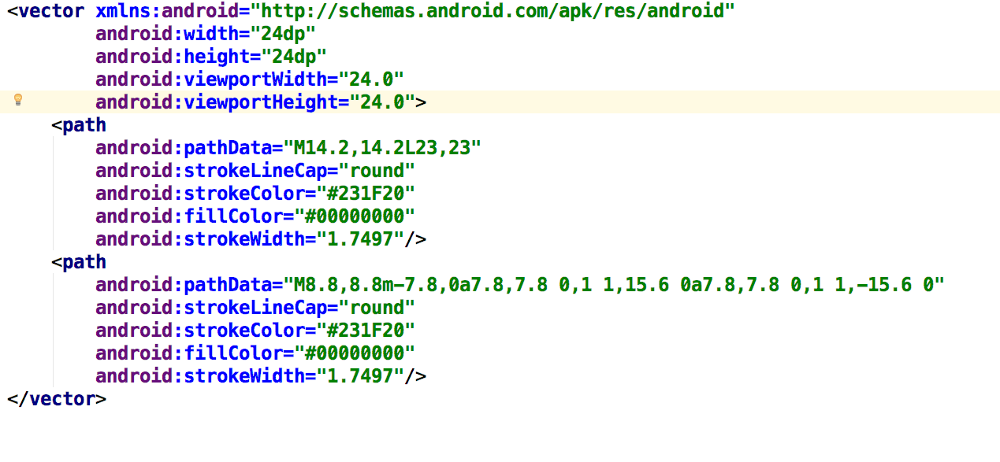 <vector xmlns:android="http://schemas.android.com/apk/res/android"
        android:width="24dp"
        android:height="24dp"
        android:viewportWidth="24.0"
        android:viewportHeight="24.0">
    <path
        android:pathData="M14.2,14.2L23,23"
        android:strokeLineCap="round"
        android:strokeColor="#231F20"
        android:fillColor="#00000000"
        android:strokeWidth="1.7497"/>
    <path
        android:pathData="M8.8,8.8m-7.8,0a7.8,7.8 0,1 1,15.6 0a7.8,7.8 0,1 1,-15.6 0"
        android:strokeLineCap="round"
        android:strokeColor="#231F20"
        android:fillColor="#00000000"
        android:strokeWidth="1.7497"/>
</vector>